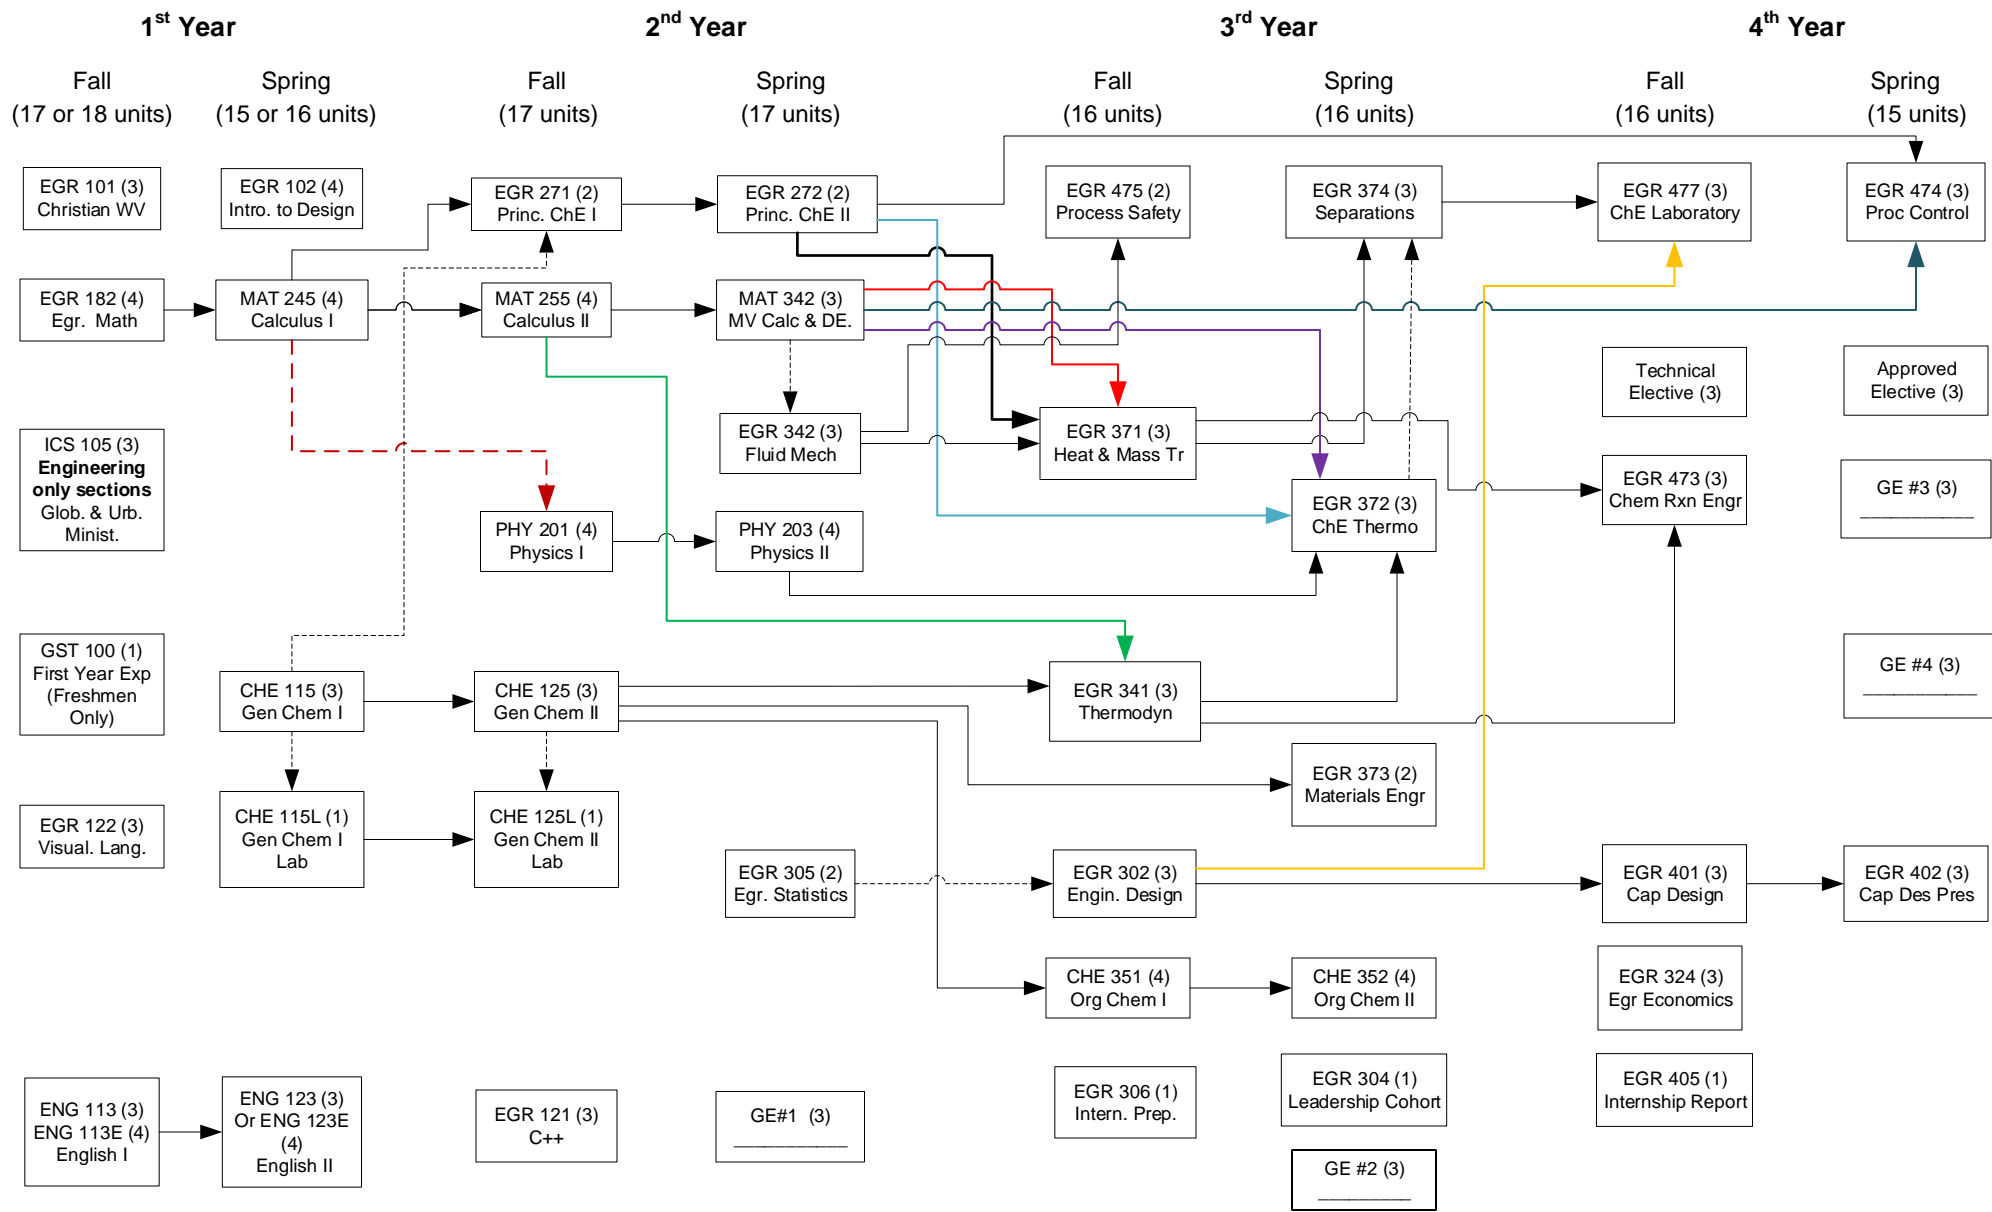 1st Year
2nd Year
3rd Year
4th Year
Fall
(17 or 18 units)
Spring
(15 or 16 units)
Fall
(17 units)
Spring
(17 units)
Fall
(16 units)
Spring
(16 units)
Fall
(16 units)
Spring
(15 units)
EGR 101 (3)
Christian WV
EGR 102 (4)
Intro. to Design
EGR 271 (2)
Princ. ChE I
EGR 272 (2)
Princ. ChE II
EGR 475 (2)
Process Safety
EGR 374 (3)
Separations
EGR 477 (3)
ChE Laboratory
EGR 474 (3)
Proc Control
EGR 182 (4)
Egr. Math
MAT 245 (4)
Calculus I
MAT 255 (4)
Calculus II
MAT 342 (3)
MV Calc & DE.
Technical
Elective (3)
Approved
Elective (3)
ICS 105 (3)
Engineering
only sections
Glob. & Urb.
Minist.
EGR 342 (3)
Fluid Mech
EGR 371 (3)
Heat & Mass Tr
EGR 372 (3)
ChE Thermo
EGR 473 (3)
Chem Rxn Engr
GE #3 (3)
___________
PHY 201 (4)
Physics I
PHY 203 (4)
Physics II
GST 100 (1)
First Year Exp
(Freshmen
Only)
CHE 115 (3)
Gen Chem I
CHE 125 (3)
Gen Chem II
EGR 341 (3)
Thermodyn
GE #4 (3)
___________
EGR 373 (2)
Materials Engr
EGR 122 (3)
Visual. Lang.
CHE 115L (1)
Gen Chem I
Lab
CHE 125L (1)
Gen Chem II
Lab
EGR 305 (2)
Egr. Statistics
EGR 302 (3)
Engin. Design
EGR 401 (3)
Cap Design
EGR 402 (3)
Cap Des Pres
CHE 351 (4)
Org Chem I
CHE 352 (4)
Org Chem II
EGR 324 (3)
Egr Economics
ENG 113 (3)
ENG 113E (4)
English I
ENG 123 (3)
Or ENG 123E
(4)
English II
EGR 121 (3)
C++
GE#1 (3)
___________
EGR 306 (1)
Intern. Prep.
EGR 304 (1)
Leadership Cohort
EGR 405 (1)
Internship Report
GE #2 (3)
_________